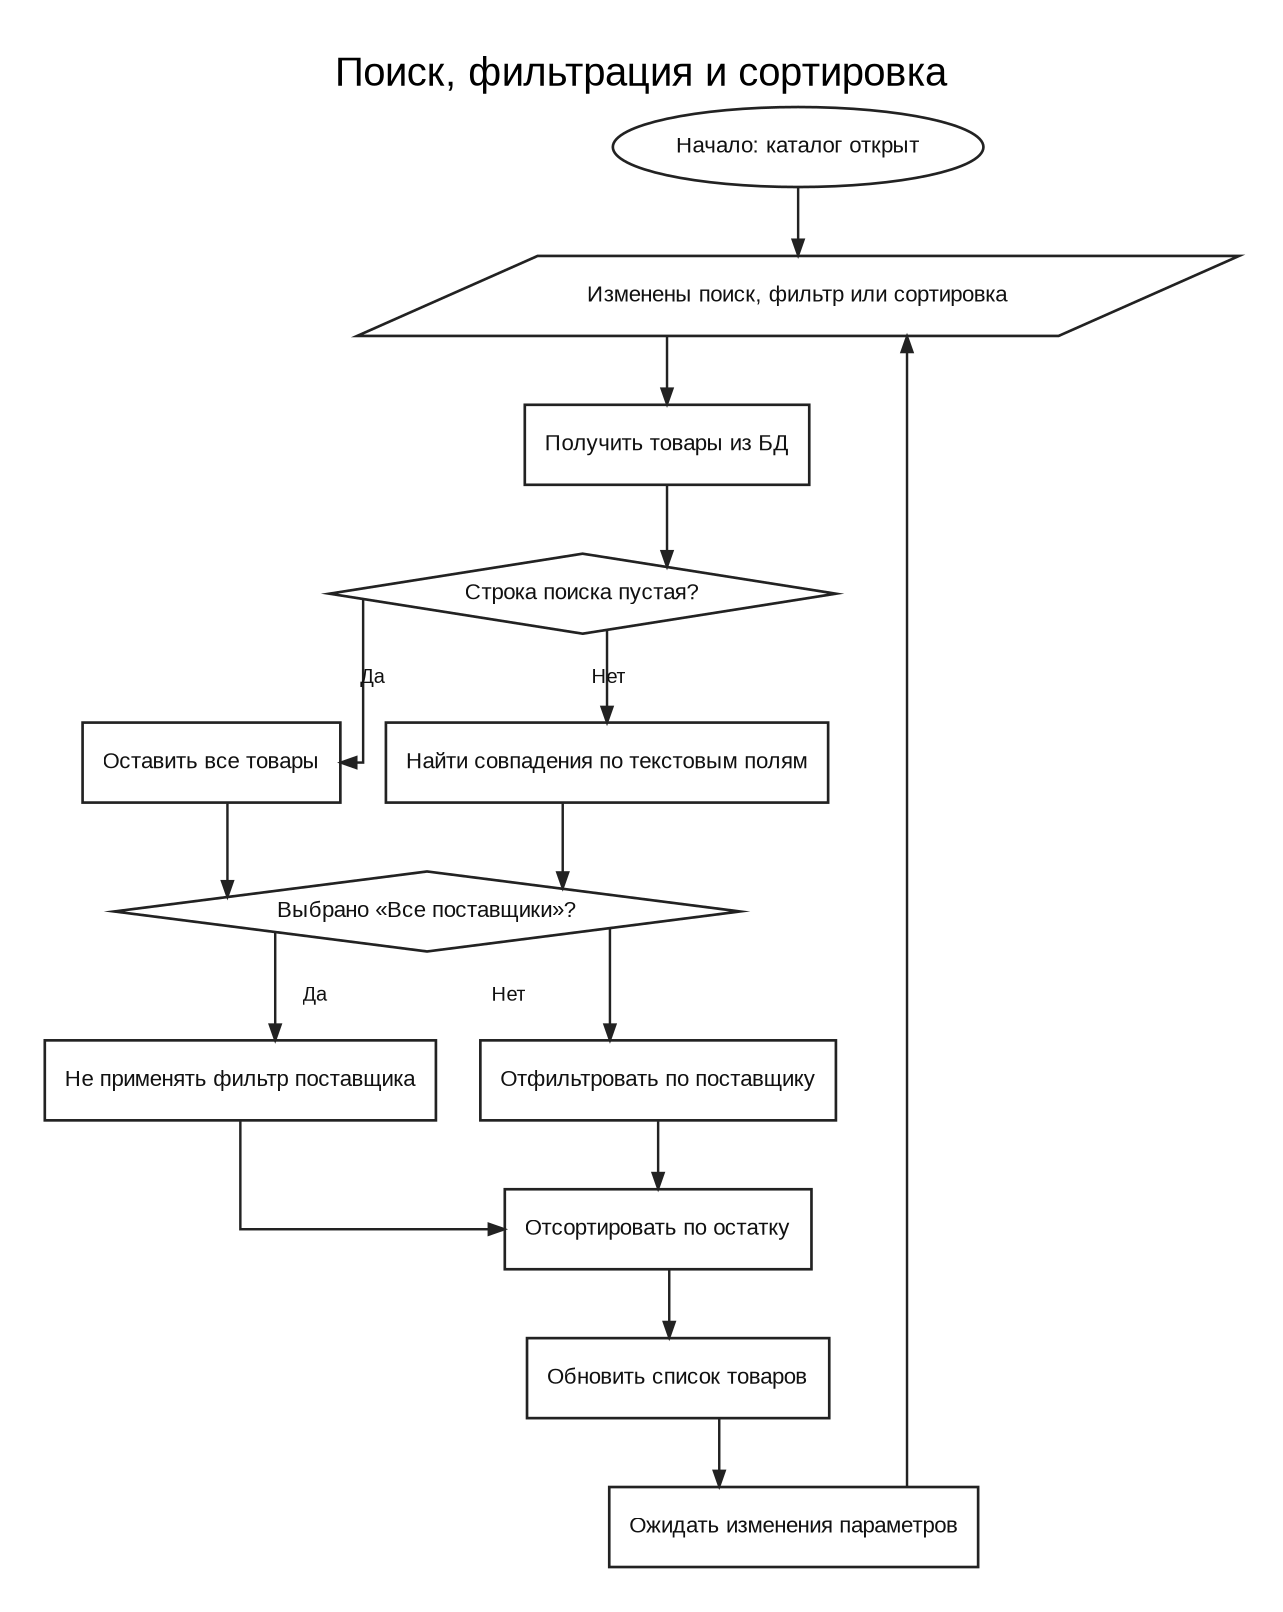 Поиск, фильтрация и сортировка
Начало: каталог открыт
Изменены поиск, фильтр или сортировка
Получить товары из БД
Строка поиска пустая?
Да
Нет
Оставить все товары
Найти совпадения по текстовым полям
Выбрано «Все поставщики»?
Да
Нет
Не применять фильтр поставщика
Отфильтровать по поставщику
Отсортировать по остатку
Обновить список товаров
Ожидать изменения параметров